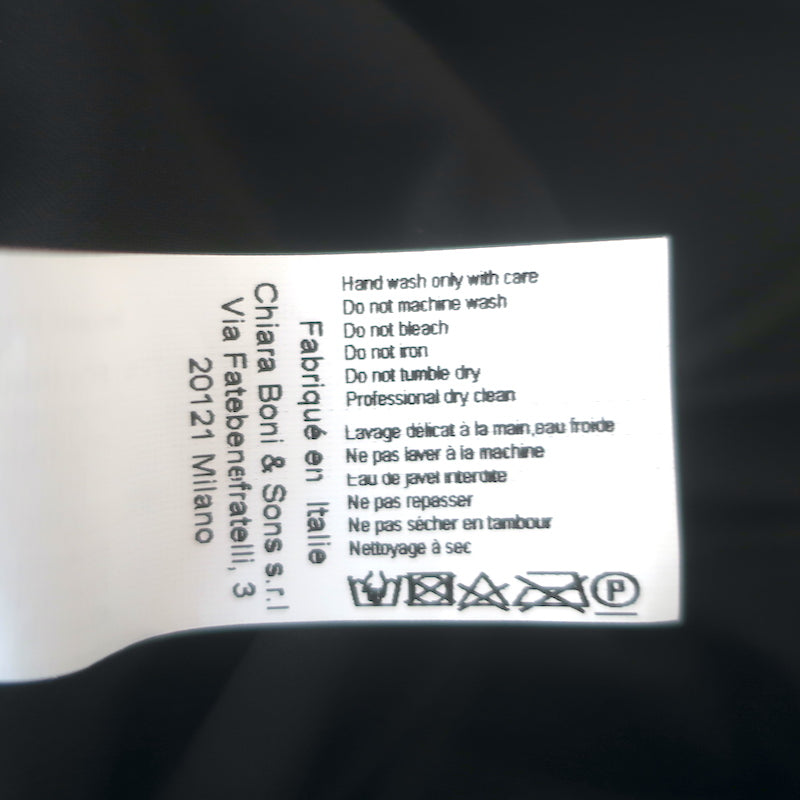 Hand wash only with care
Do not machine wash
Do not bleach
Do not iron
Do not tumble dry
Professional dry clean
Lavage délicat à la main,eau froide
Ne pas laver à la machine
Eau de javel interdite
Ne pas repasser
Ne pas sécher en tambour
Nettoyage à sec
P
Fabriqué en Italie
Chiara Boni & Sons s.r.l
Via Fatebenefratelli, 3
20121 Milano